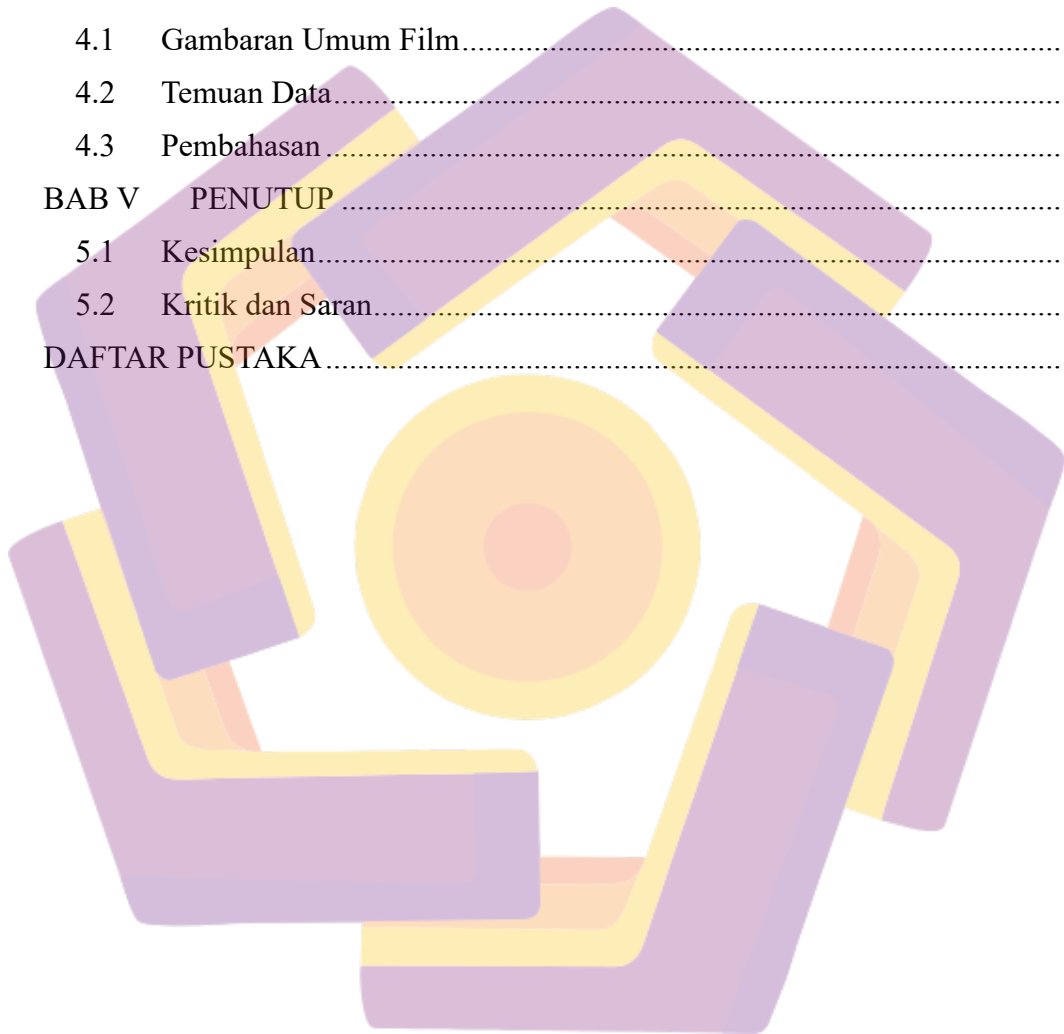 4.1 Gambaran Umum Film........................................................................................
4.2 Temuan Data........................................................................................
4.3 Pembahasan........................................................................................
BAB V PENUTUP........................................................................................
5.1 Kesimpulan........................................................................................
5.2 Kritik dan Saran........................................................................................
DAFTAR PUSTAKA........................................................................................